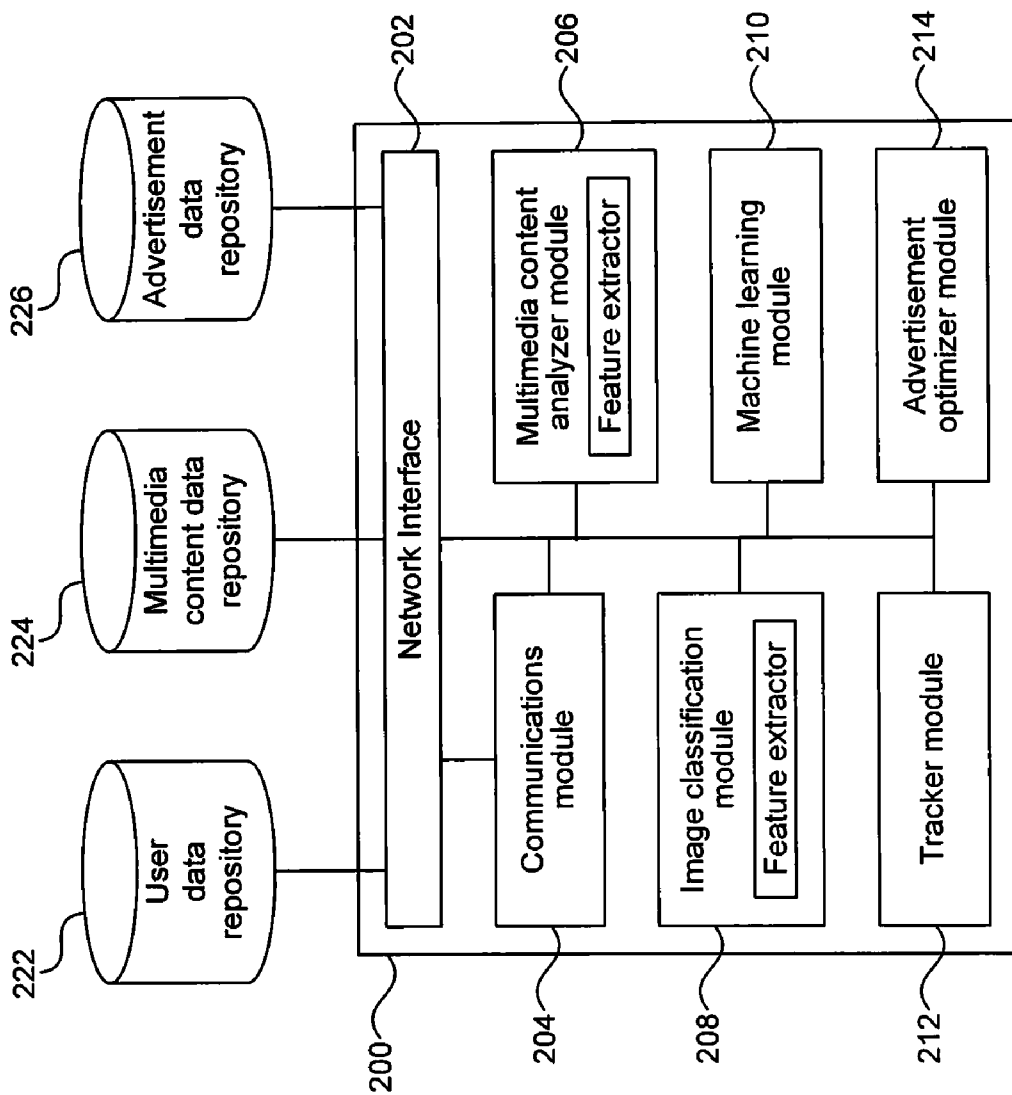 222
User
data
repository
224
Multimedia
content data
repository
226
Advertisement
data
repository
200
Network Interface
202
204
Communications
module
Multimedia content
analyzer module
Feature extractor
206
208
Image classification
module
Feature extractor
Machine learning
module
210
212
Tracker module
Advertisement
optimizer module
214